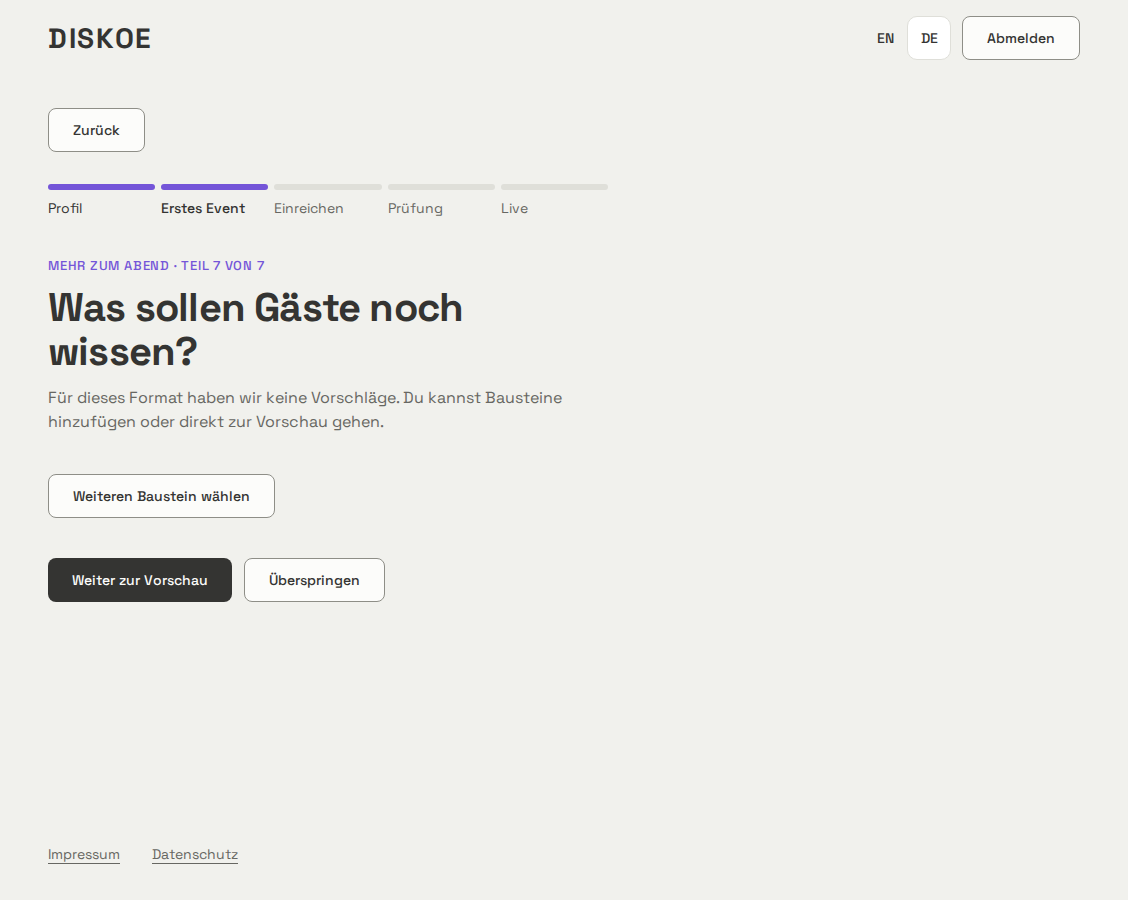 DISKOE
EN DE Abmelden
Zurück
Profil Erstes Event Einreichen Prüfung Live
MEHR ZUM ABEND · TEIL 7 VON 7
Was sollen Gäste noch
wissen?
Für dieses Format haben wir keine Vorschläge. Du kannst Bausteine
hinzufügen oder direkt zur Vorschau gehen.
Weiteren Baustein wählen
Weiter zur Vorschau Überspringen
Impressum Datenschutz